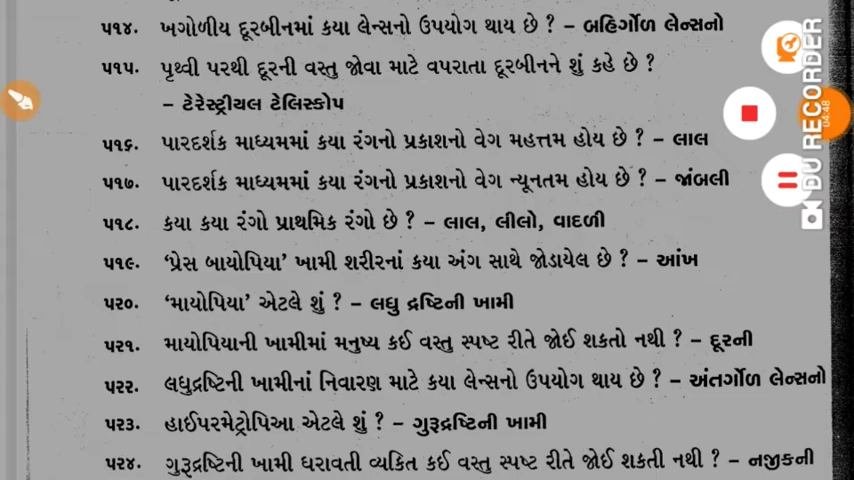 ૫૧૪. ખગોળીય દૂરબીનમાં કયા લેન્સનો ઉપયોગ થાય છે ? – બહિર્ગોળ લેન્સનો
૫૧૫. પૃથ્વી પરથી દૂરની વસ્તુ જોવા માટે વપરાતા દૂરબીનને શું કહે છે ?
– ટેરેસ્ટ્રીયલ ટેલિસ્કોપ
૫૧૬. પારદર્શક માધ્યમમાં કયા રંગનો પ્રકાશનો વેગ મહત્તમ હોય છે ? – લાલ
૫૧૭. પારદર્શક માધ્યમમાં કયા રંગનો પ્રકાશનો વેગ ન્યૂનતમ હોય છે ? – જાંબલી
૫૧૮. કયા કયા રંગો પ્રાથમિક રંગો છે ? – લાલ, લીલો, વાદળી
૫૧૯. ‘પ્રેસ બાયોપિયા’ ખામી શરીરનાં કયા અંગ સાથે જોડાયેલ છે ? – આંખ
૫૨૦. ‘માયોપિયા’ એટલે શું ? – લઘુ દ્રષ્ટિની ખામી
૫૨૧. માયોપિયાની ખામીમાં મનુષ્ય કઈ વસ્તુ સ્પષ્ટ રીતે જોઈ શકતો નથી ? – દૂરની
૫૨૨. લઘુદ્રષ્ટિની ખામીનાં નિવારણ માટે કયા લેન્સનો ઉપયોગ થાય છે ? – અંતર્ગોળ લેન્સનો
૫૨૩. હાઈપરમેટ્રોપિઆ એટલે શું ? – ગુરૂદ્રષ્ટિની ખામી
૫૨૪. ગુરૂદ્રષ્ટિની ખામી ધરાવતી વ્યકિત કઈ વસ્તુ સ્પષ્ટ રીતે જોઈ શકતી નથી ? – નજીકની
DU RECORDER
04:48